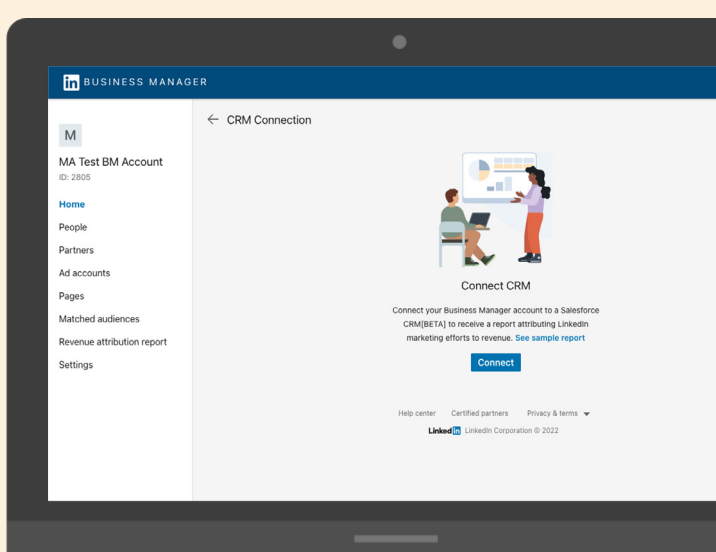 in BUSINESS MANAGER
← CRM Connection
M
MA Test BM Account
ID: 2805
Home
People
Partners
Ad accounts
Pages
Matched audiences
Revenue attribution report
Settings
Connect CRM
Connect your Business Manager account to a Salesforce
CRM[BETA] to receive a report attributing LinkedIn
marketing efforts to revenue. See sample report
Connect
Help center Certified partners Privacy & terms
Linkedin LinkedIn Corporation © 2022